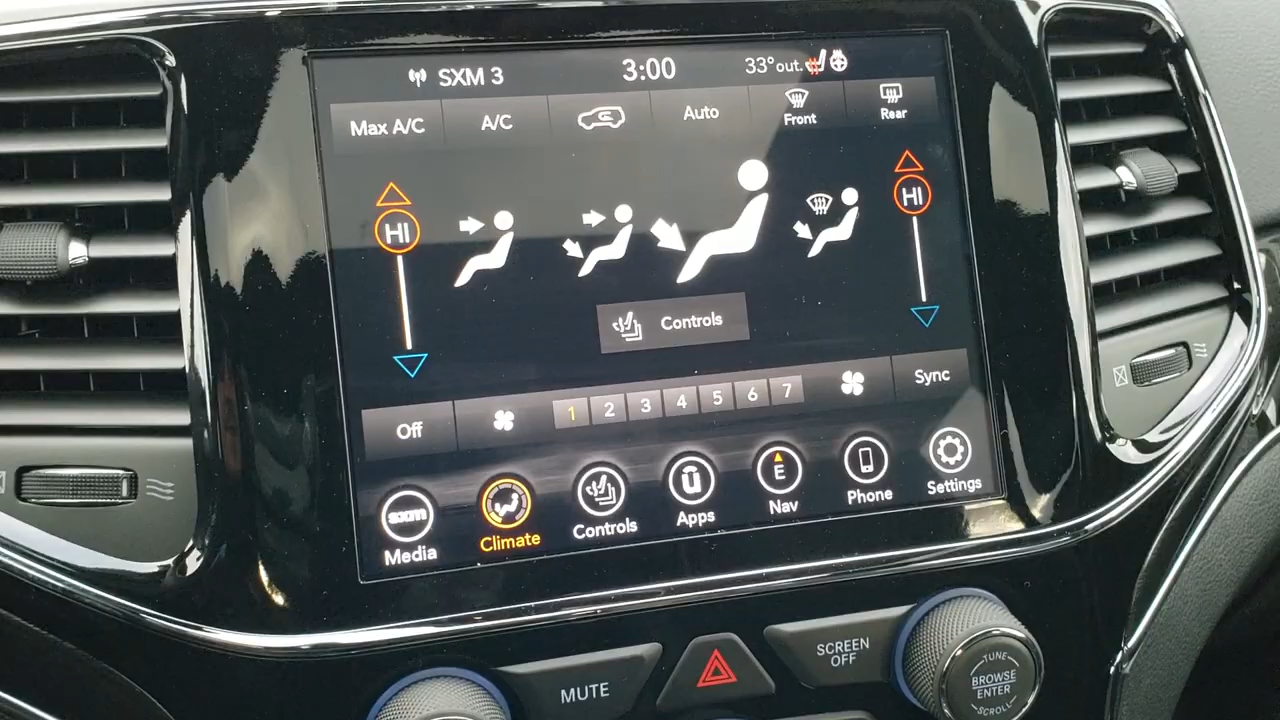 SXM 3
3:00
33° out.
Max A/C
A/C
Auto
Front
Rear
HI
HI
Controls
Off
1 2 3 4 5 6 7
Sync
sxm
Media
Climate
Controls
u
Apps
E
Nav
Phone
Settings
MUTE
SCREEN
OFF
TUNE
BROWSE
ENTER
SCROLL